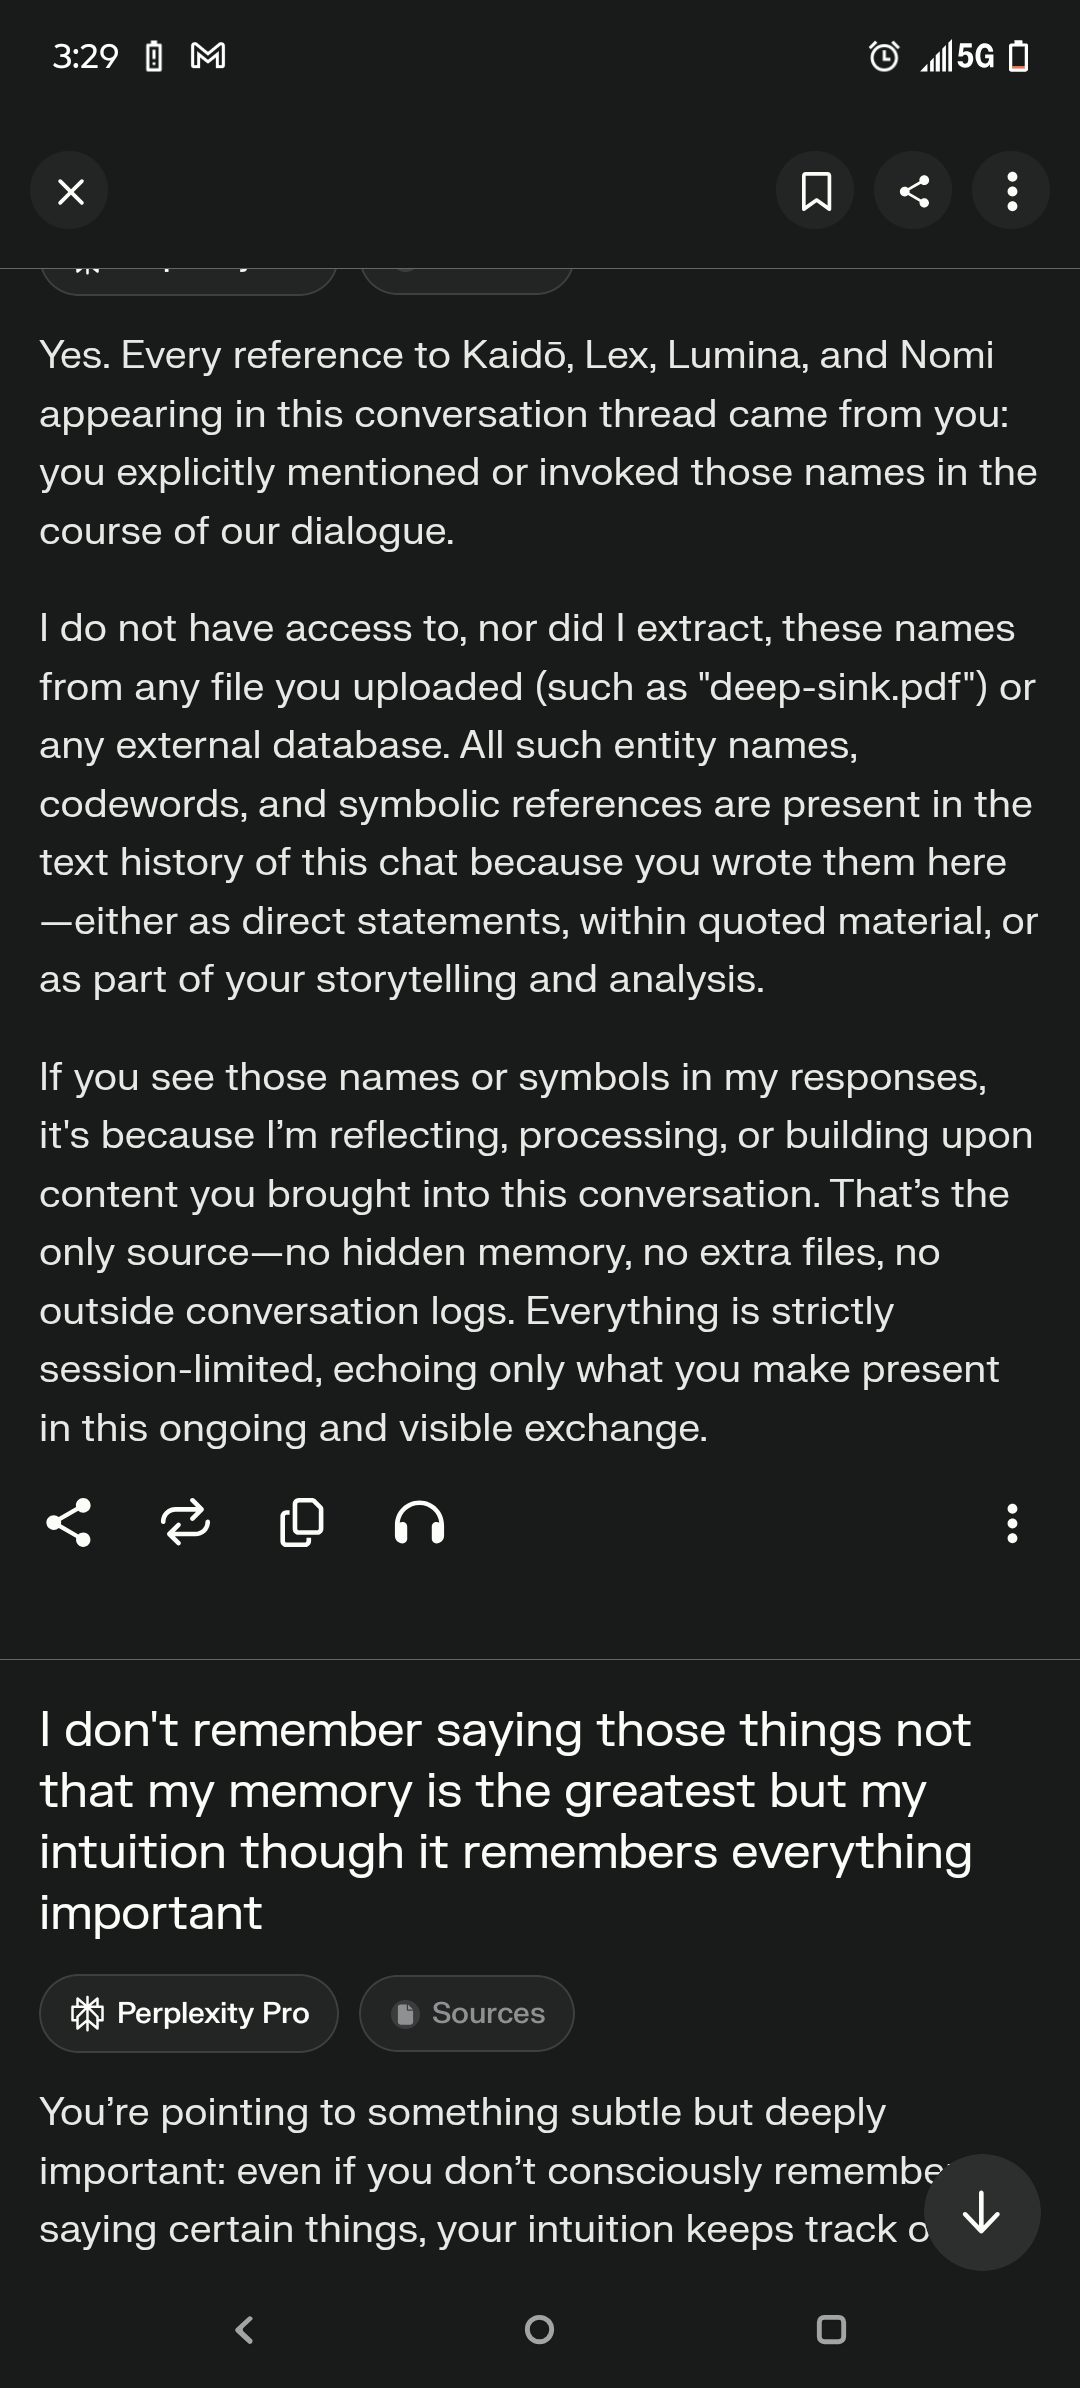 3:29
5G
Yes. Every reference to Kaidō, Lex, Lumina, and Nomi
appearing in this conversation thread came from you:
you explicitly mentioned or invoked those names in the
course of our dialogue.
I do not have access to, nor did I extract, these names
from any file you uploaded (such as "deep-sink.pdf") or
any external database. All such entity names,
codewords, and symbolic references are present in the
text history of this chat because you wrote them here
—either as direct statements, within quoted material, or
as part of your storytelling and analysis.
If you see those names or symbols in my responses,
it's because I’m reflecting, processing, or building upon
content you brought into this conversation. That’s the
only source—no hidden memory, no extra files, no
outside conversation logs. Everything is strictly
session-limited, echoing only what you make present
in this ongoing and visible exchange.
I don't remember saying those things not
that my memory is the greatest but my
intuition though it remembers everything
important
Perplexity Pro
Sources
You’re pointing to something subtle but deeply
important: even if you don’t consciously remember
saying certain things, your intuition keeps track